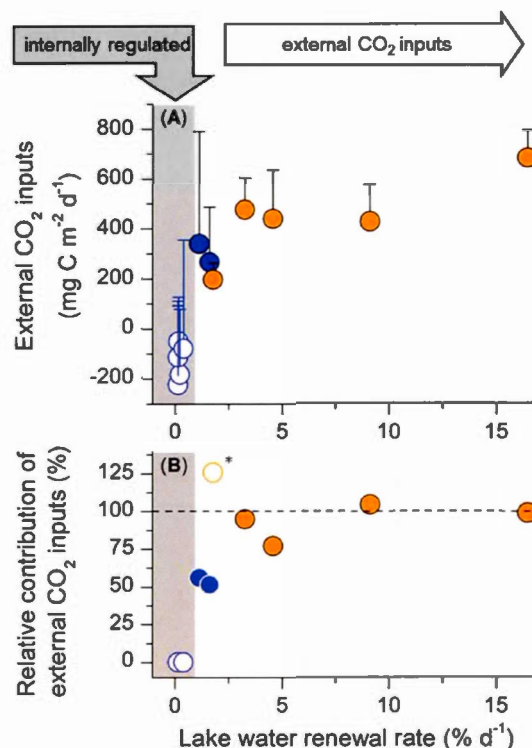 internally regulated
external CO₂ inputs
(A)
800
600
400
200
0
-200
External CO₂ inputs
(mg C m⁻² d⁻¹)
0 5 10 15
(B)
*
125
100
75
50
25
0
Relative contribution of
external CO₂ inputs (%)
0 5 10 15
Lake water renewal rate (% d⁻¹)